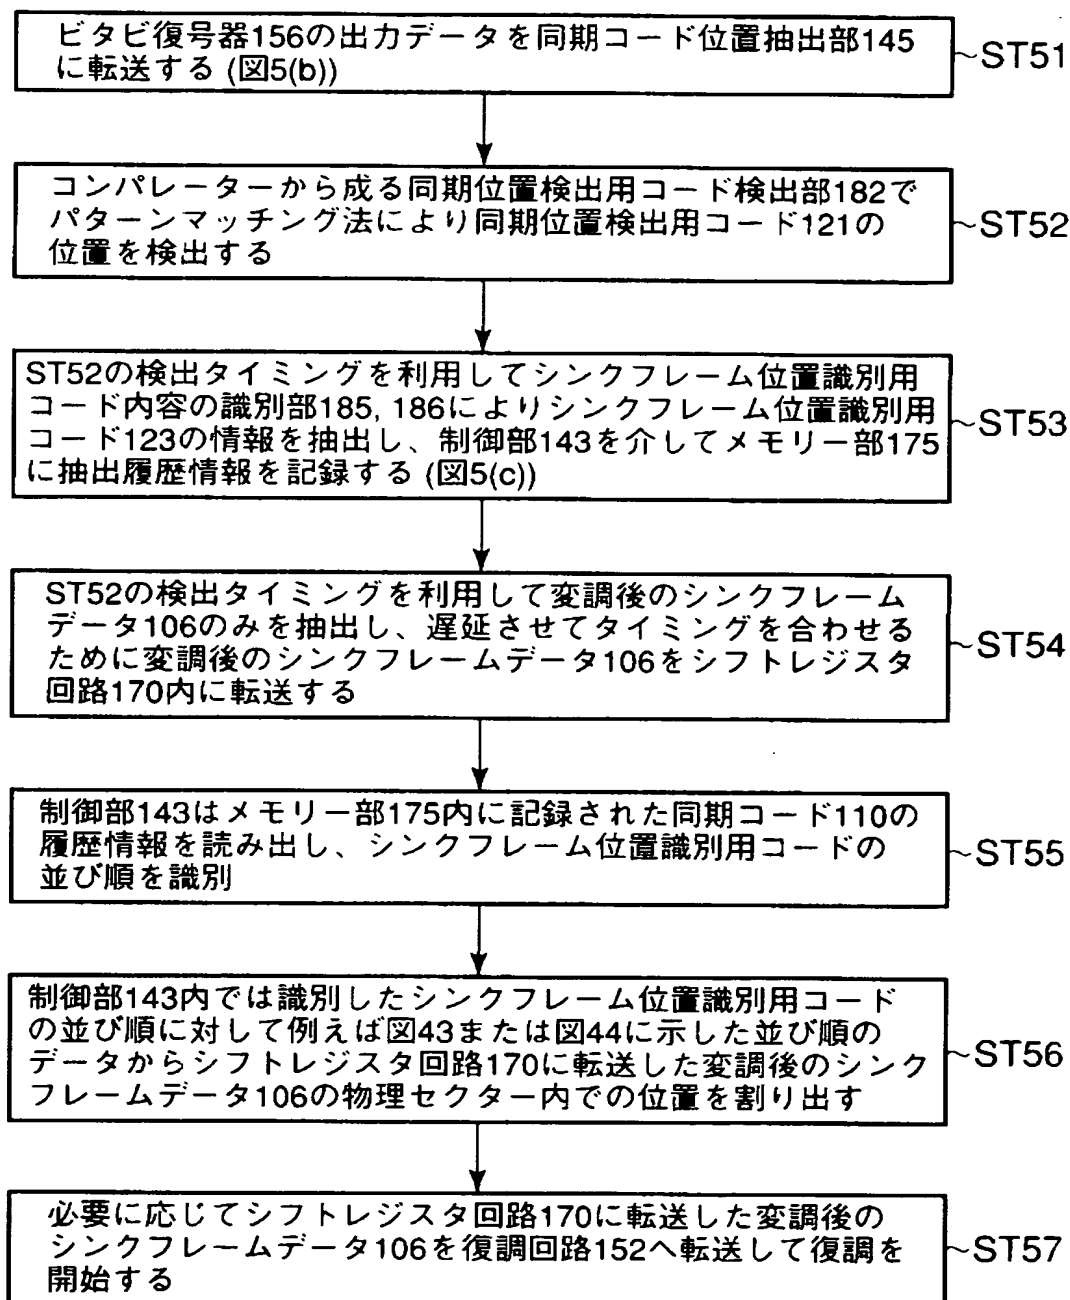 ビタビ復号器156の出力データを同期コード位置抽出部145
に転送する (図5(b))
~ST51
コンパレーターから成る同期位置検出用コード検出部182で
パターンマッチング法により同期位置検出用コード121の
位置を検出する
~ST52
ST52の検出タイミングを利用してシンクフレーム位置識別用
コード内容の識別部185, 186によりシンクフレーム位置識別用
コード123の情報を抽出し、制御部143を介してメモリー部175
に抽出履歴情報を記録する (図5(c))
~ST53
ST52の検出タイミングを利用して変調後のシンクフレーム
データ106のみを抽出し、遅延させてタイミングを合わせる
ために変調後のシンクフレームデータ106をシフトレジスタ
回路170内に転送する
~ST54
制御部143はメモリー部175内に記録された同期コード110の
履歴情報を読み出し、シンクフレーム位置識別用コードの
並び順を識別
~ST55
制御部143内では識別したシンクフレーム位置識別用コード
の並び順に対して例えば図43または図44に示した並び順の
データからシフトレジスタ回路170に転送した変調後のシンク
フレームデータ106の物理セクター内での位置を割り出す
~ST56
必要に応じてシフトレジスタ回路170に転送した変調後の
シンクフレームデータ106を復調回路152へ転送して復調を
開始する
~ST57